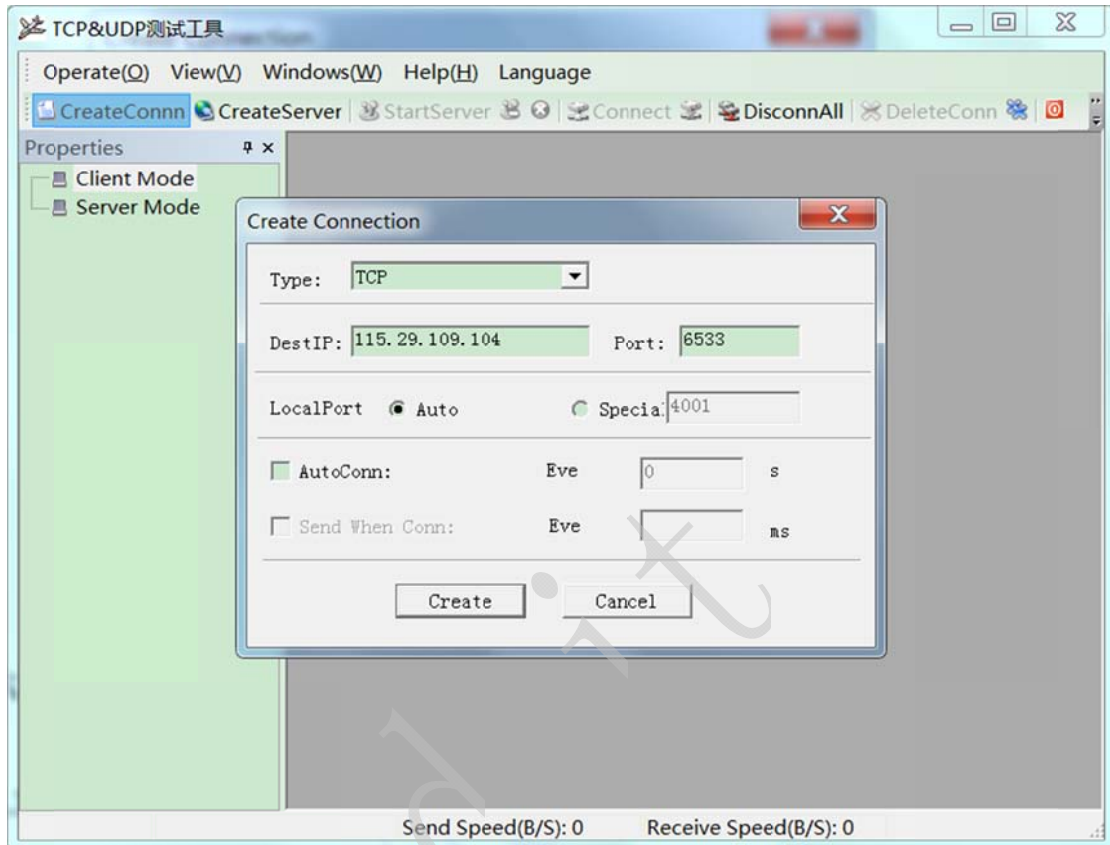 TCP&UDP测试工具
Operate(O) View(V) Windows(W) Help(H) Language
CreateConnn CreateServer StartServer Connect DisconnAll DeleteConn
Properties
Client Mode
Server Mode
Create Connection
Type: TCP
DestIP: 115.29.109.104 Port: 6533
LocalPort Auto Special 4001
AutoConn: Eve 0 s
Send When Conn: Eve ms
Create Cancel
Send Speed(B/S): 0 Receive Speed(B/S): 0